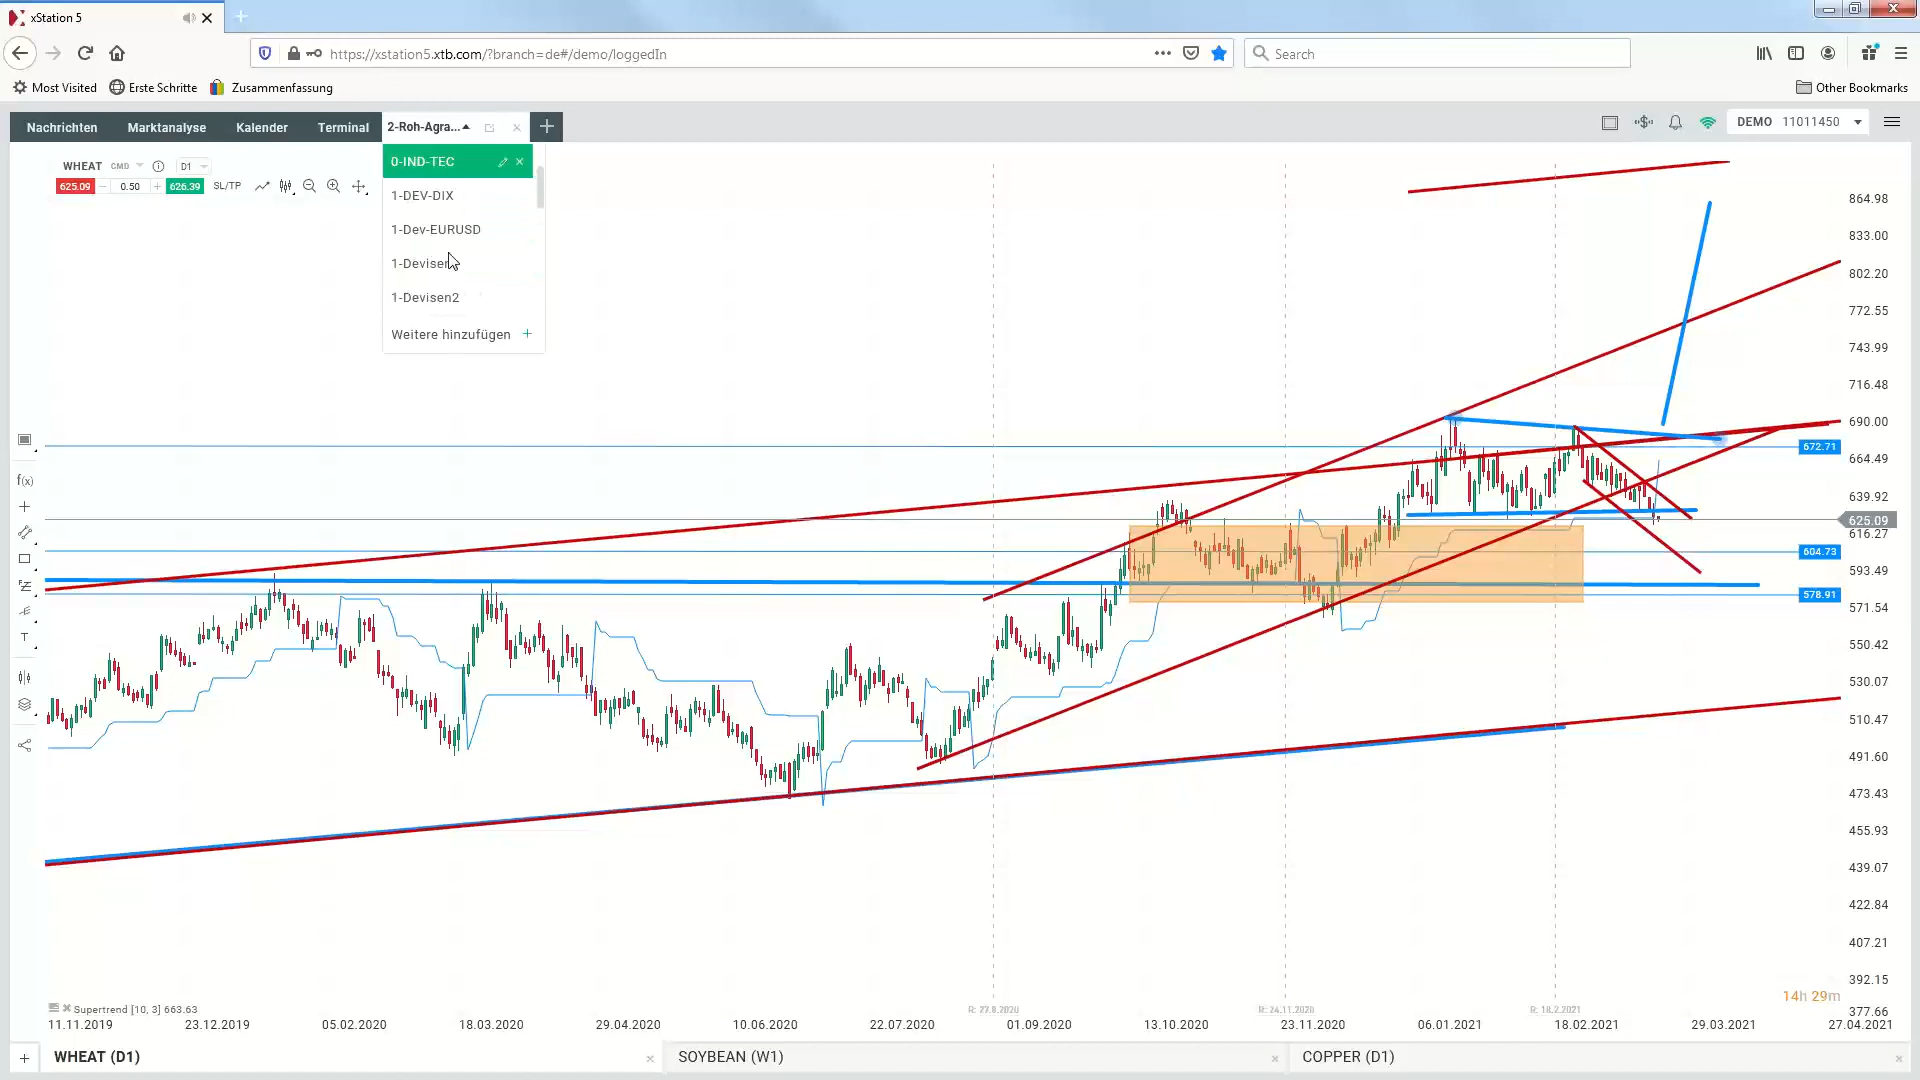 xStation 5
https://xstation5.xtb.com/?branch=de#/demo/loggedIn
Search
Most Visited
Erste Schritte
Zusammenfassung
Other Bookmarks
Nachrichten
Marktanalyse
Kalender
Terminal
2-Roh-Agra...
DEMO 11011450
0-IND-TEC
1-DEV-DIX
1-Dev-EURUSD
1-Devisen
1-Devisen2
Weitere hinzufügen +
WHEAT CMD D1
625.09 0.50 626.39 SL/TP
f(x)
T
864.98
833.00
802.20
772.55
743.99
716.48
690.00
672.71
664.49
639.92
625.09
616.27
604.73
593.49
578.91
571.54
550.42
530.07
510.47
491.60
473.43
455.93
439.07
422.84
407.21
392.15
377.66
14h 29m
Supertrend [10, 3] 663.63
R: 24.11.2020
11.11.2019
23.12.2019
05.02.2020
18.03.2020
29.04.2020
10.06.2020
22.07.2020
01.09.2020
13.10.2020
23.11.2020
06.01.2021
18.02.2021
29.03.2021
27.04.2021
WHEAT (D1)
SOYBEAN (W1)
COPPER (D1)